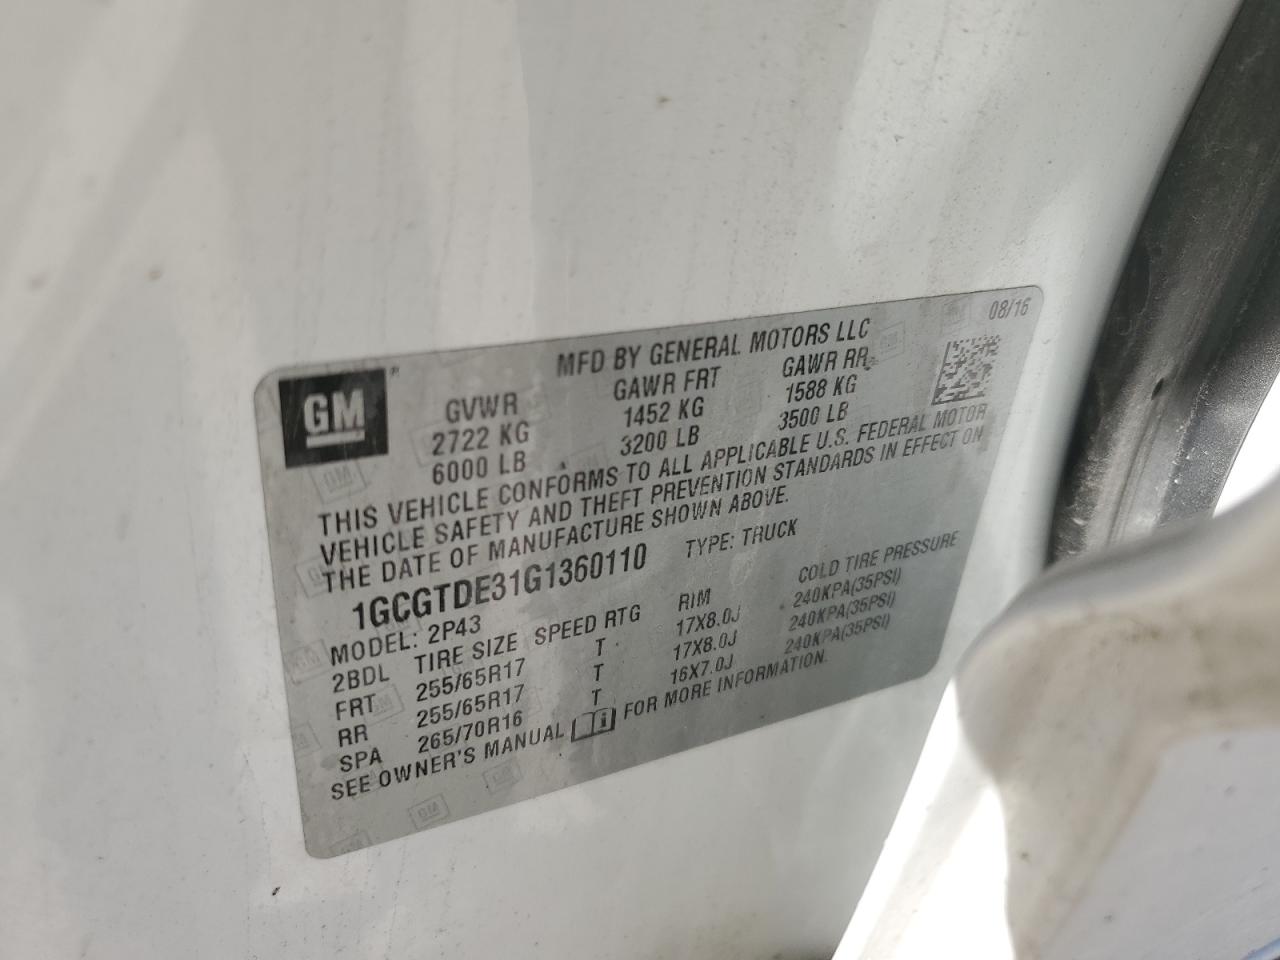 08/16
MFD BY GENERAL MOTORS LLC
GM
GVWR GAWR FRT GAWR RR
2722 KG 1452 KG 1588 KG
6000 LB 3200 LB 3500 LB
THIS VEHICLE CONFORMS TO ALL APPLICABLE U.S. FEDERAL MOTOR
VEHICLE SAFETY AND THEFT PREVENTION STANDARDS IN EFFECT ON
THE DATE OF MANUFACTURE SHOWN ABOVE.
1GCGTDE31G1360110 TYPE: TRUCK
MODEL: 2P43
2BDL TIRE SIZE SPEED RTG RIM COLD TIRE PRESSURE
FRT 255/65R17 T 17X8.0J 240KPA(35PSI)
RR 255/65R17 T 17X8.0J 240KPA(35PSI)
SPA 265/70R16 T 16X7.0J 240KPA(35PSI)
SEE OWNER'S MANUAL FOR MORE INFORMATION.